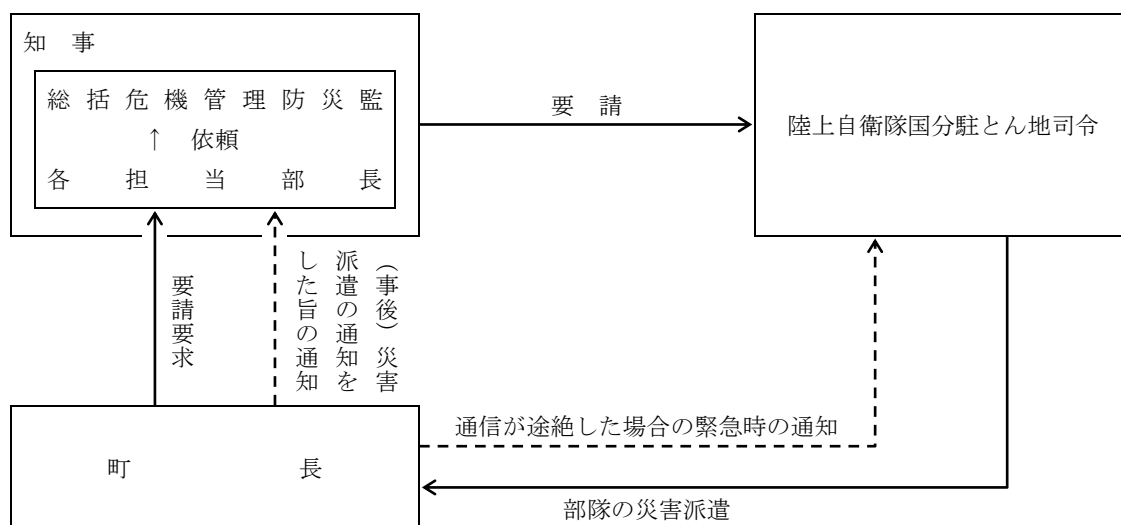 知事
総括危機管理防災監
↑ 依頼
各担当部長
要請
陸上自衛隊国分駐とん地司令
要請要求
（事後）災害
派遣の通知を
した旨の通知
通信が途絶した場合の緊急時の通知
町長
部隊の災害派遣